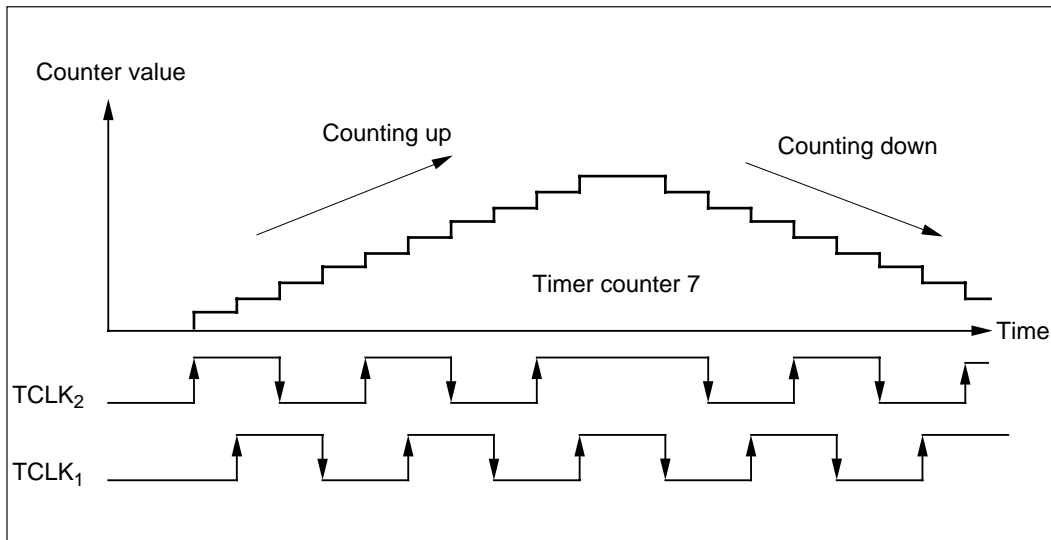 Counter value
Counting up
Counting down
Timer counter 7
Time
TCLK2
TCLK1